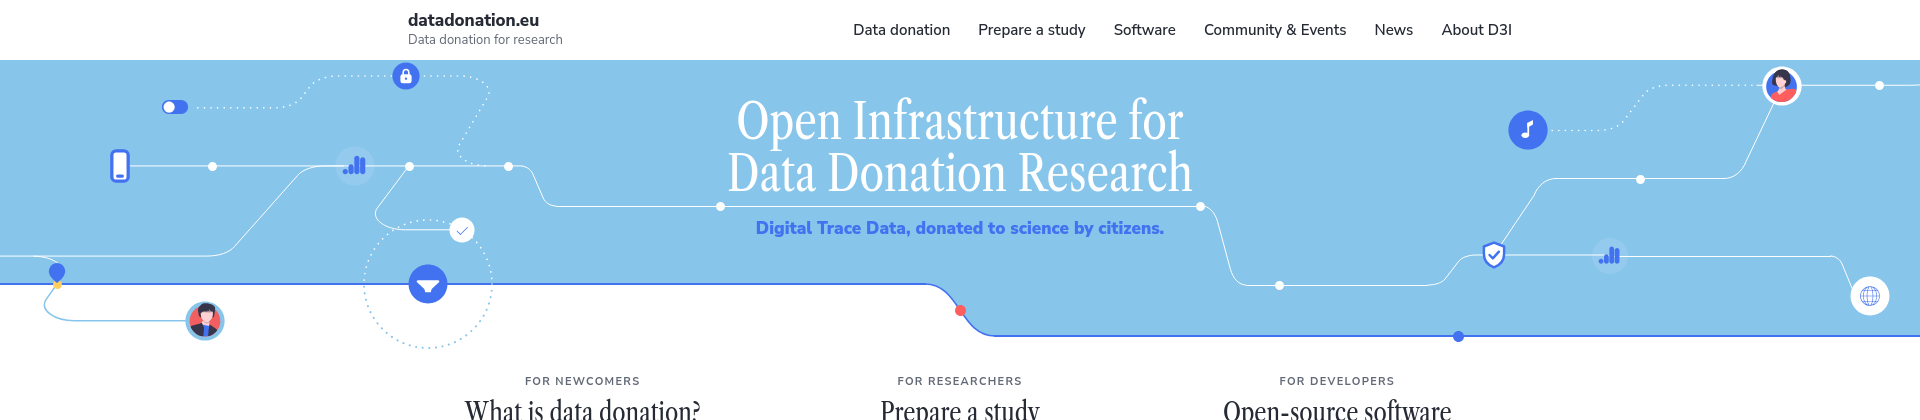 datadonation.eu
Data donation for research
Data donation
Prepare a study
Software
Community & Events
News
About D3I
Open Infrastructure for
Data Donation Research
Digital Trace Data, donated to science by citizens.
FOR NEWCOMERS
What is data donation?
FOR RESEARCHERS
Prepare a study
FOR DEVELOPERS
Open-source software